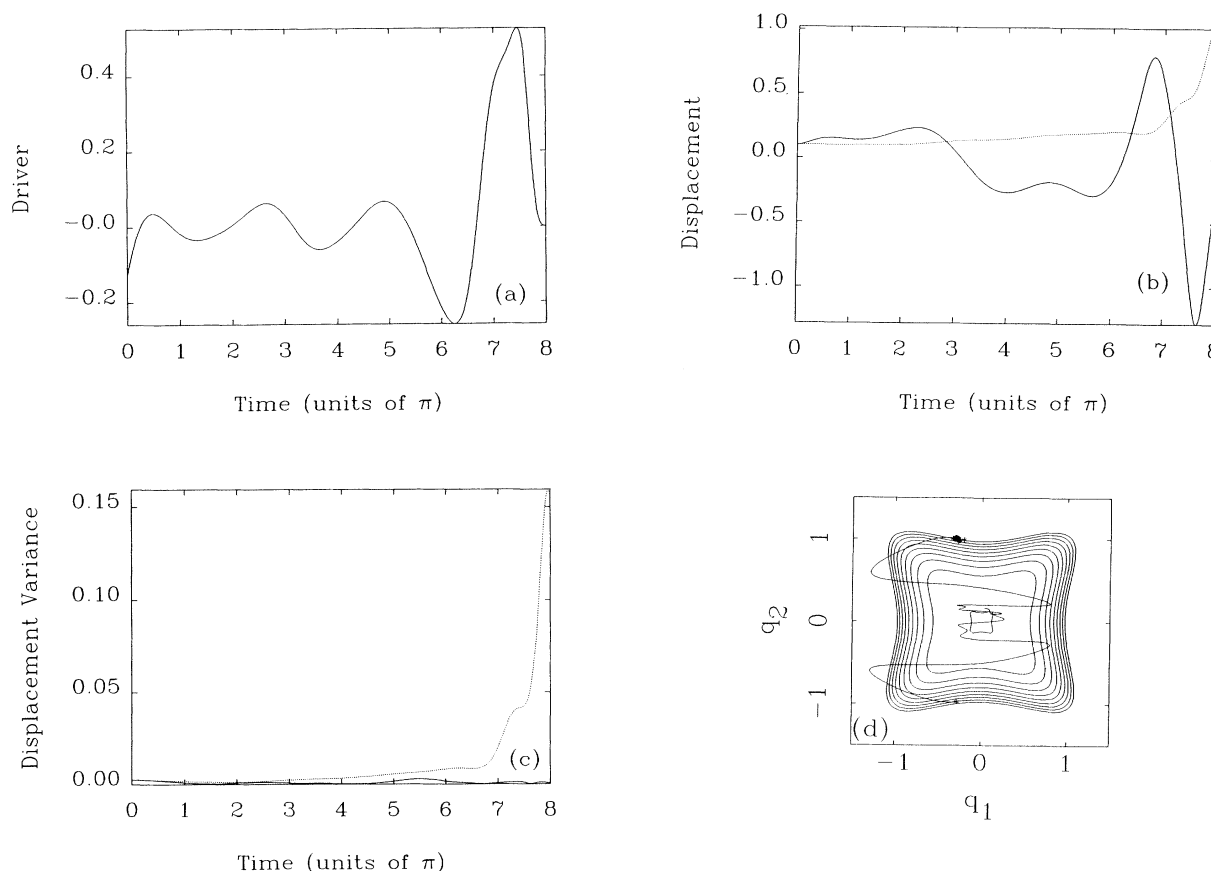 Driver
0.4
0.2
−0.0
−0.2
(a)
0 1 2 3 4 5 6 7 8
Time (units of π)
Displacement
1.0
0.5
0.0
−0.5
−1.0
(b)
0 1 2 3 4 5 6 7 8
Time (units of π)
Displacement Variance
0.15
0.10
0.05
0.00
(c)
0 1 2 3 4 5 6 7 8
Time (units of π)
q2
1
0
−1
(d)
−1 0 1
q1